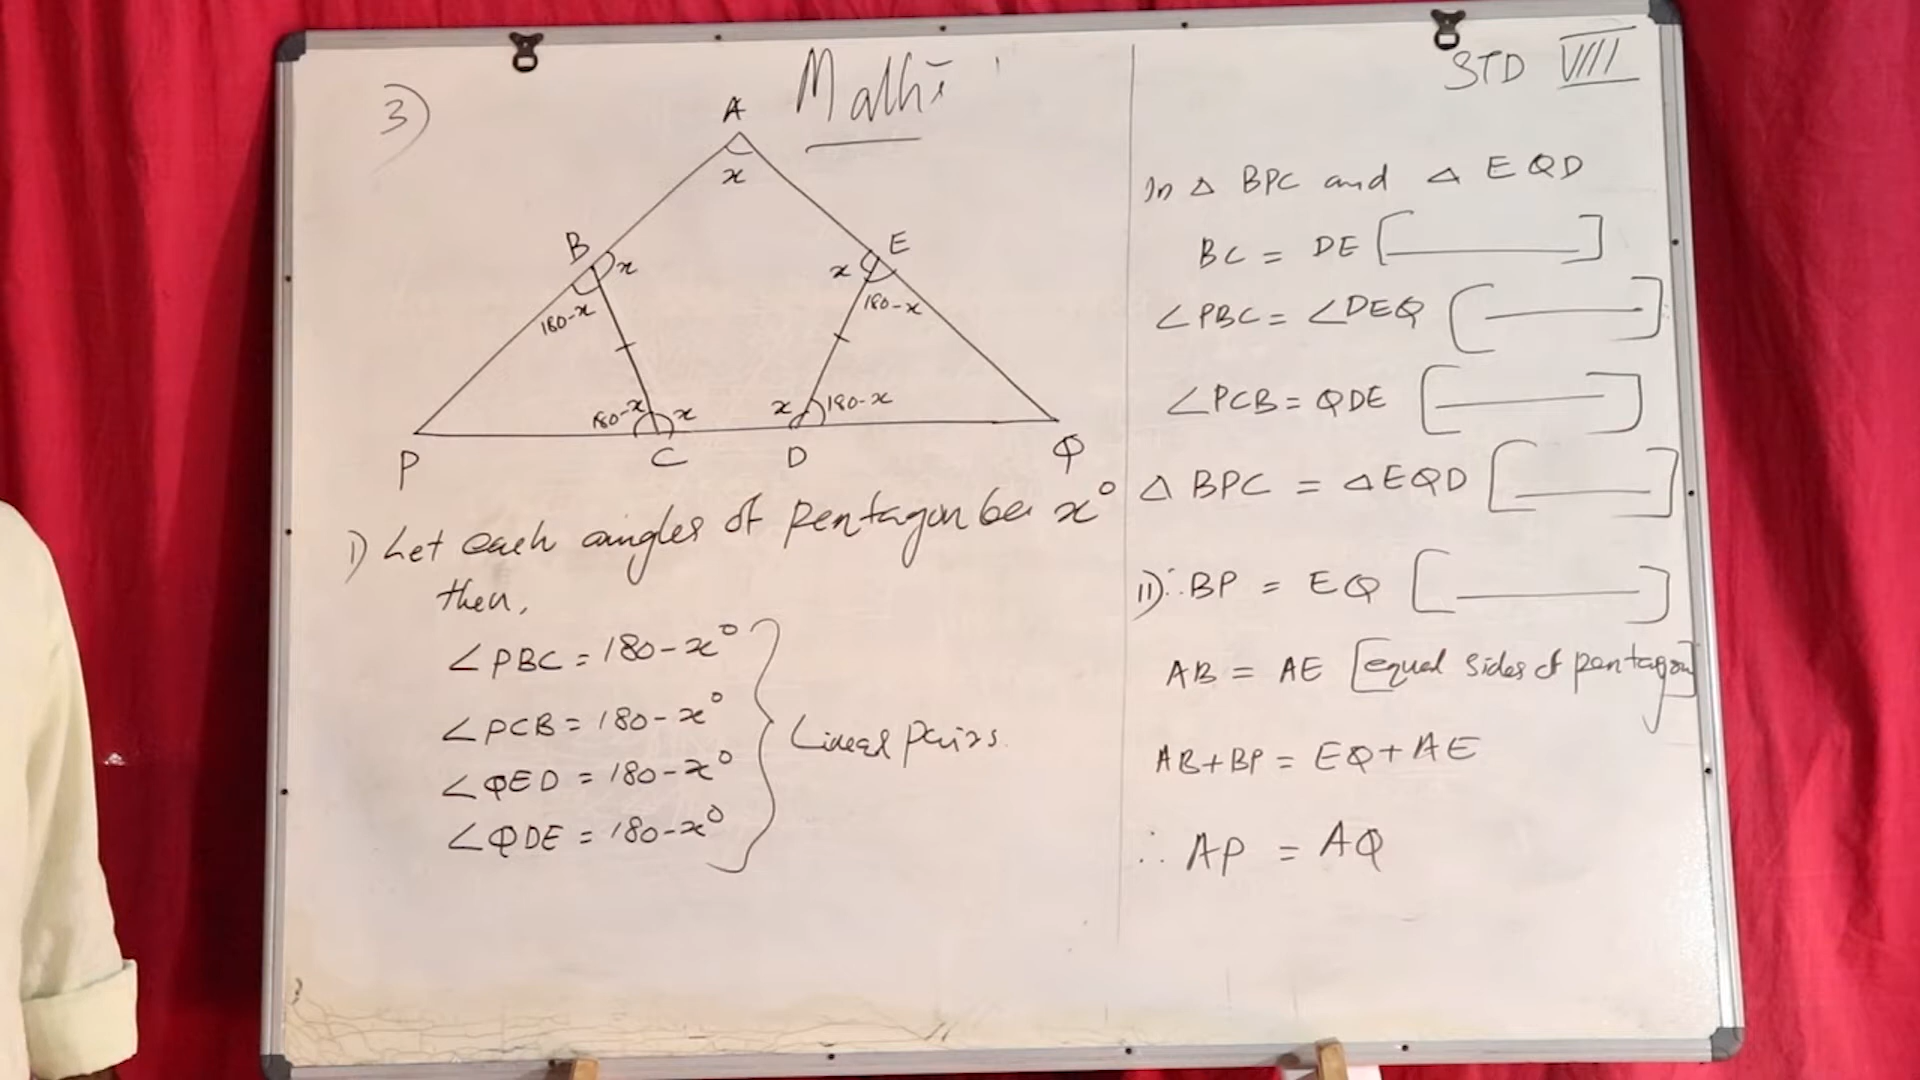 3)
Maths
STD VIII
A
x
B
x
180-x
E
x
180-x
180-x
x
x
180-x
P
C
D
Q
1) Let each angles of pentagon be x°
then,
∠PBC = 180-x°
∠PCB = 180-x°
∠QED = 180-x°
∠QDE = 180-x°
Linear pairs.
In △ BPC and △ EQD
BC = DE [ ]
∠PBC = ∠DEQ [ ]
∠PCB = QDE [ ]
△ BPC = △EQD [ ]
11) ∴ BP = EQ [ ]
AB = AE [equal sides of pentagon]
AB+BP = EQ+AE
∴ AP = AQ